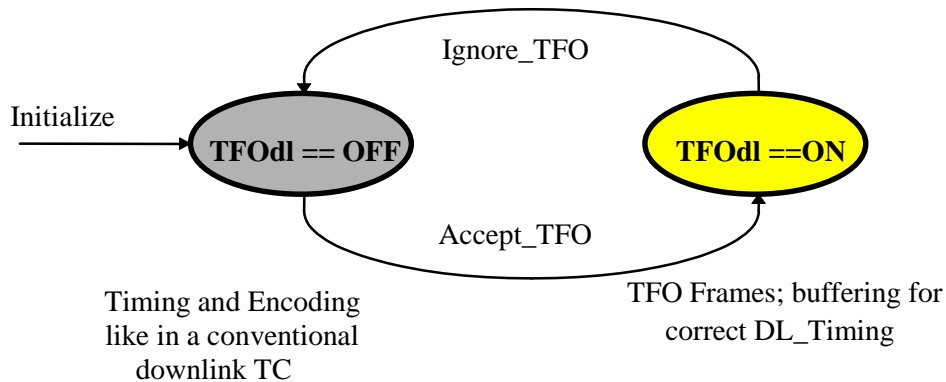 Ignore_TFO
Initialize
TFOdl == OFF
TFOdl ==ON
Accept_TFO
Timing and Encoding
like in a conventional
downlink TC
TFO Frames; buffering for
correct DL_Timing